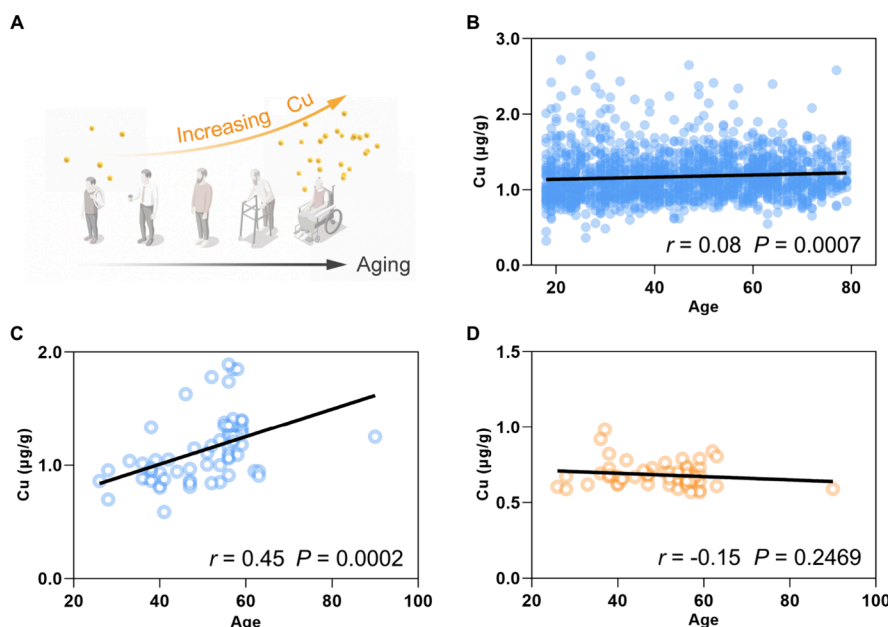 A
Increasing Cu
Aging
B
Cu (µg/g)
3.0
2.0
1.0
0.0
20 40 60 80
Age
r = 0.08 P = 0.0007
C
Cu (µg/g)
2.0
1.0
0.0
20 40 60 80 100
Age
r = 0.45 P = 0.0002
D
Cu (µg/g)
1.5
1.0
0.5
0.0
20 40 60 80 100
Age
r = -0.15 P = 0.2469